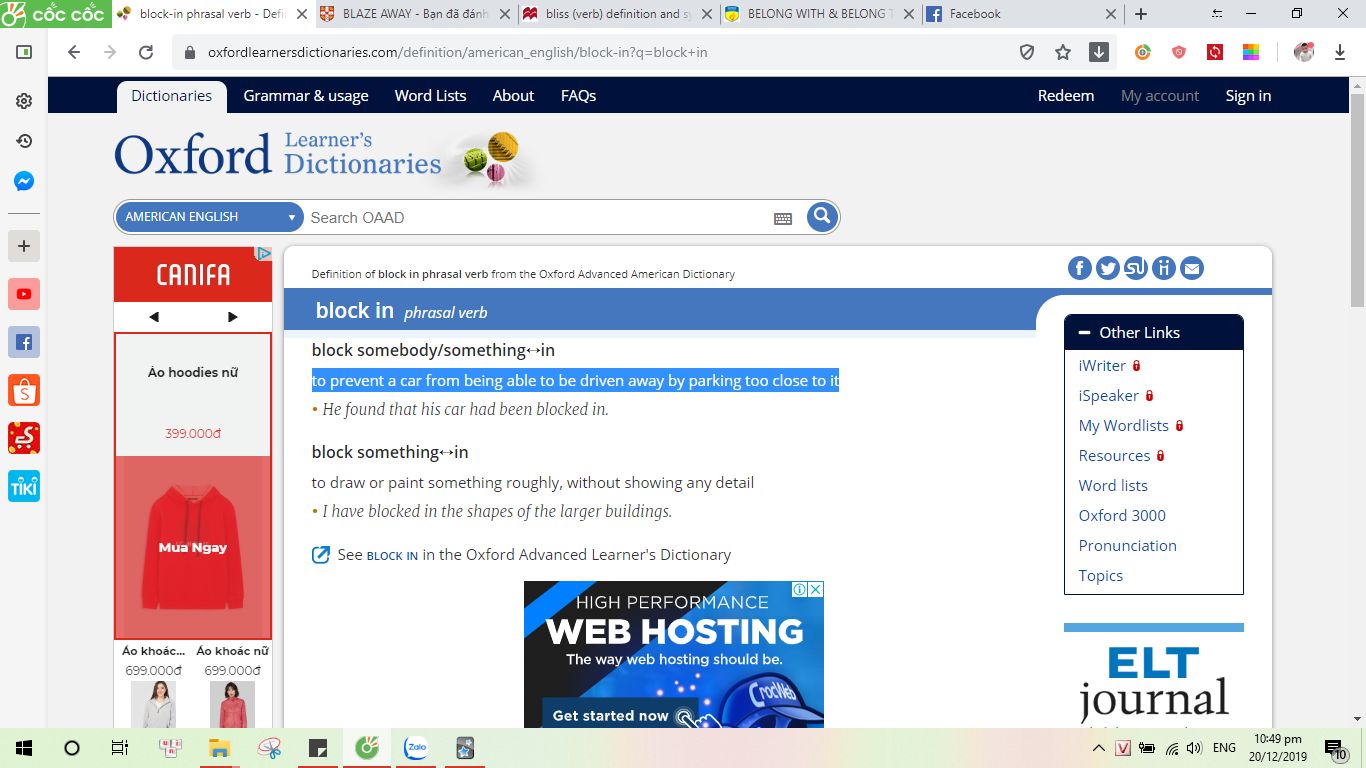 CỐC CỐC
block-in phrasal verb - Defi
BLAZE AWAY - Bạn đã đánh
bliss (verb) definition and sy
BELONG WITH & BELONG T
Facebook
oxfordlearnersdictionaries.com/definition/american_english/block-in?q=block+in
Dictionaries
Grammar & usage
Word Lists
About
FAQs
Redeem
My account
Sign in
Oxford Learner's Dictionaries
AMERICAN ENGLISH
Search OAAD
CANIFA
Áo hoodies nữ
399.000đ
Mua Ngay
Áo khoác... Áo khoác nữ
699.000đ 699.000đ
Definition of block in phrasal verb from the Oxford Advanced American Dictionary
block in phrasal verb
block somebody/something↔in
to prevent a car from being able to be driven away by parking too close to it
• He found that his car had been blocked in.
block something↔in
to draw or paint something roughly, without showing any detail
• I have blocked in the shapes of the larger buildings.
See BLOCK IN in the Oxford Advanced Learner's Dictionary
HIGH PERFORMANCE
WEB HOSTING
The way web hosting should be.
CrocWeb
Get started now
Other Links
iWriter
iSpeaker
My Wordlists
Resources
Word lists
Oxford 3000
Pronunciation
Topics
ELT
journal
TIKI
Zalo
ENG
10:49 pm
20/12/2019
10